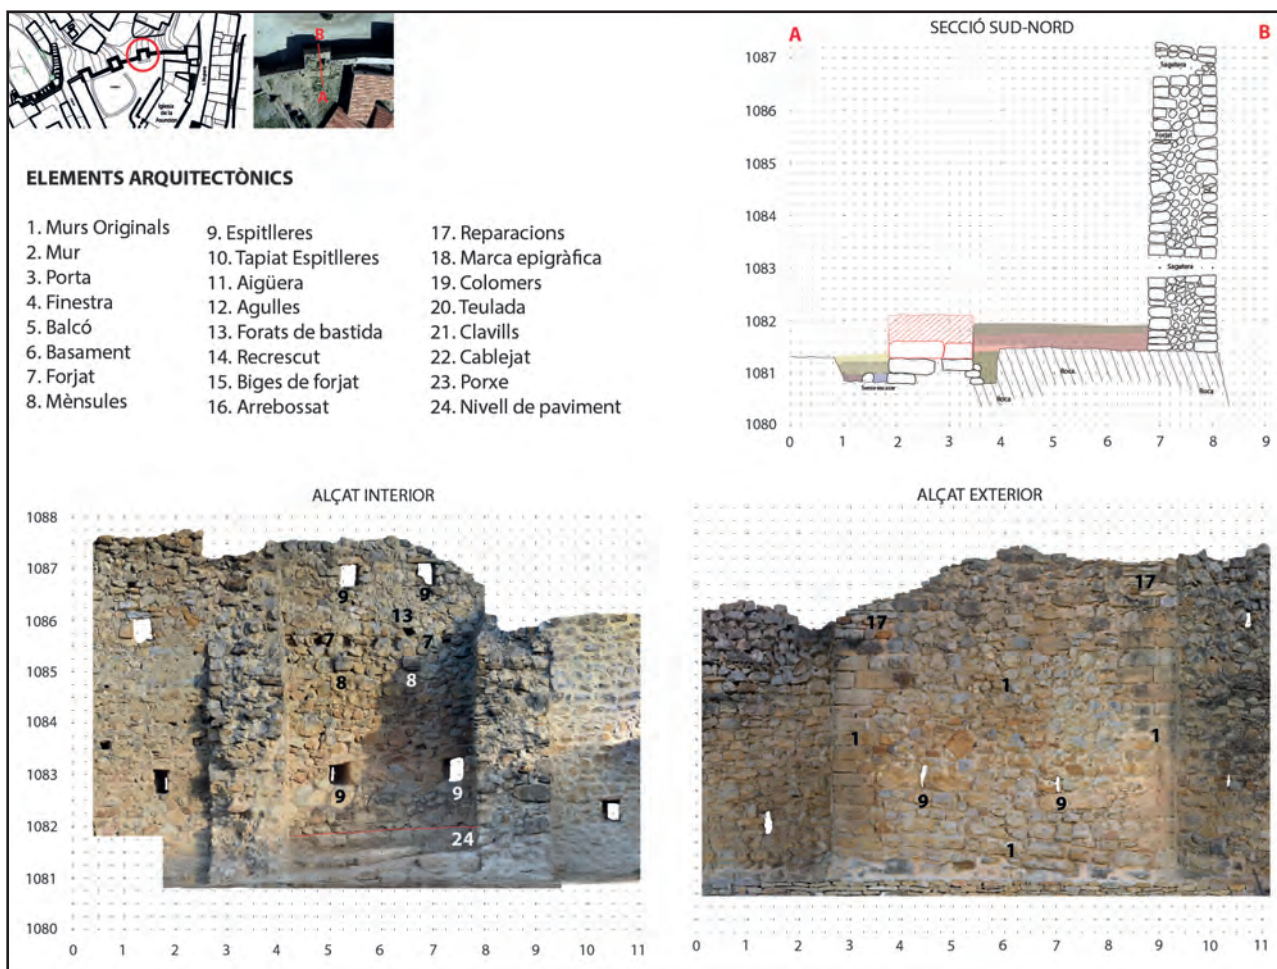 Iglesia
de la
Asunción
B
A
ELEMENTS ARQUITECTÒNICS
1. Murs Originals
2. Mur
3. Porta
4. Finestra
5. Balcó
6. Basament
7. Forjat
8. Mènsules
9. Espitlleres
10. Tapiat Espitlleres
11. Aigüera
12. Agulles
13. Forats de bastida
14. Recrescut
15. Biges de forjat
16. Arrebossat
17. Reparacions
18. Marca epigràfica
19. Colomers
20. Teulada
21. Clavills
22. Cablejat
23. Porxe
24. Nivell de paviment
SECCIÓ SUD-NORD
A B
1087
1086
1085
1084
1083
1082
1081
1080
Sagetera
Forjat
Sagetera
Roca
Roca
Roca
0 1 2 3 4 5 6 7 8 9
ALÇAT INTERIOR
1088
1087
1086
1085
1084
1083
1082
1081
1080
9 9
13
7 7
8 8
9 9
24
0 1 2 3 4 5 6 7 8 9 10 11
ALÇAT EXTERIOR
17
17
1
1 1
9 9
1
0 1 2 3 4 5 6 7 8 9 10 11